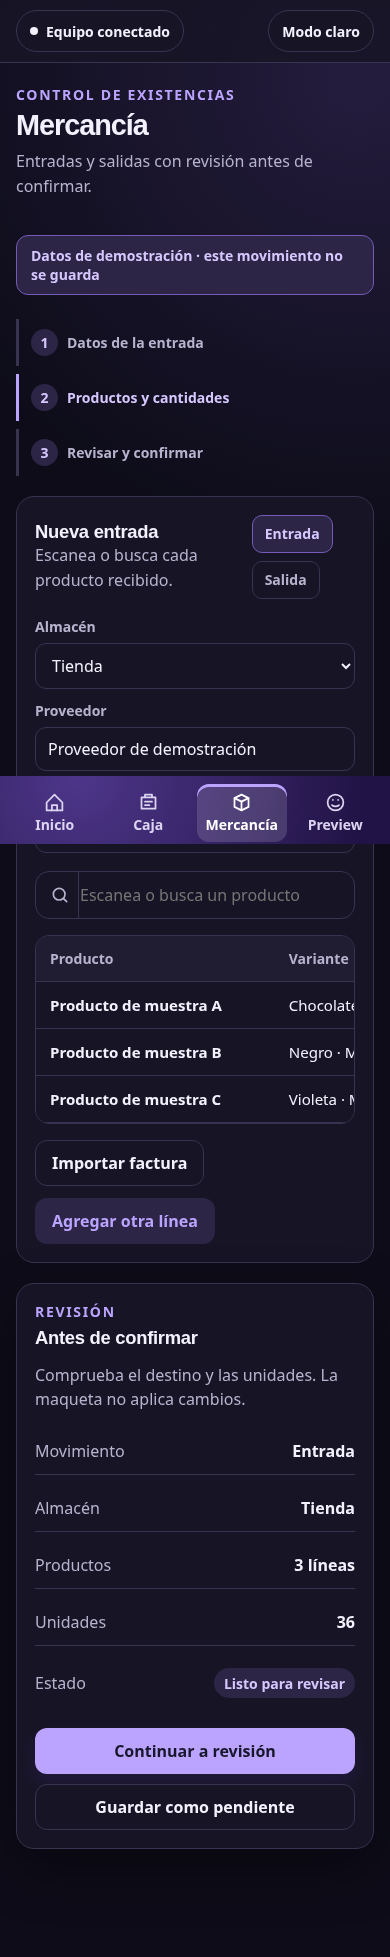 Equipo conectado
Modo claro
CONTROL DE EXISTENCIAS
Mercancía
Entradas y salidas con revisión antes de
confirmar.
Datos de demostración · este movimiento no
se guarda
1 Datos de la entrada
2 Productos y cantidades
3 Revisar y confirmar
Nueva entrada
Escanea o busca cada
producto recibido.
Entrada
Salida
Almacén
Tienda
Proveedor
Proveedor de demostración
Inicio
Caja
Mercancía
Preview
Escanea o busca un producto
Producto Variante
Producto de muestra A Chocolate
Producto de muestra B Negro · M
Producto de muestra C Violeta · M
Importar factura
Agregar otra línea
REVISIÓN
Antes de confirmar
Comprueba el destino y las unidades. La
maqueta no aplica cambios.
Movimiento Entrada
Almacén Tienda
Productos 3 líneas
Unidades 36
Estado Listo para revisar
Continuar a revisión
Guardar como pendiente